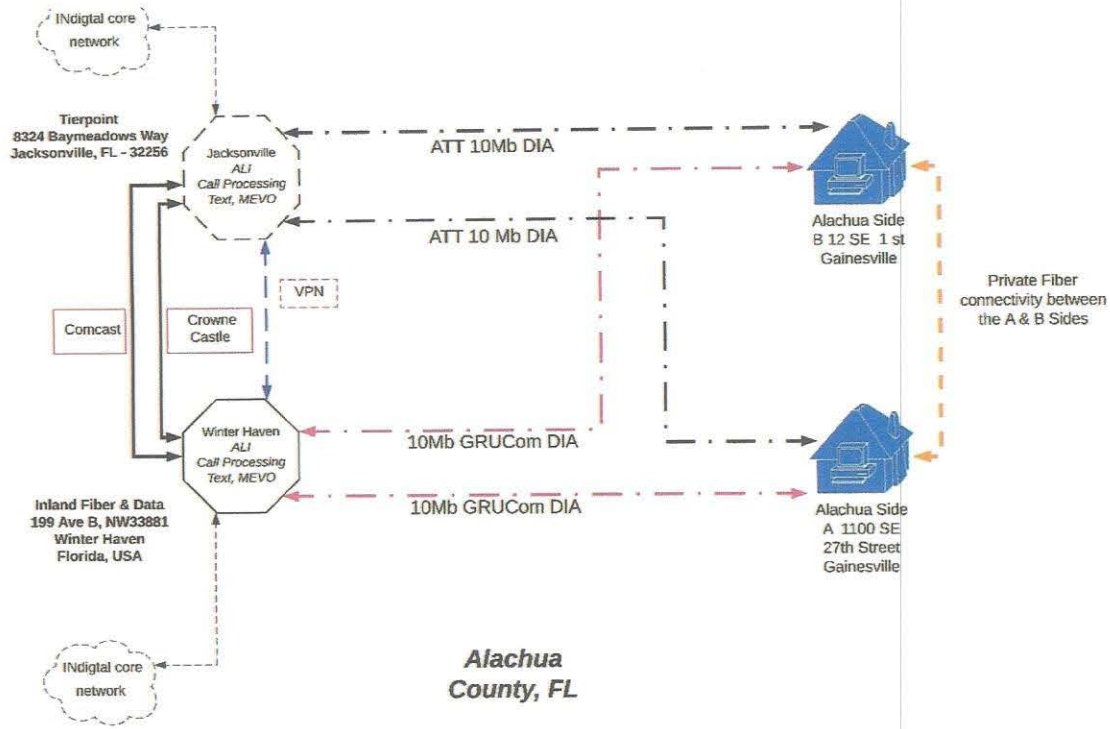 INdigtal core
network
Tierpoint
8324 Baymeadows Way
Jacksonville, FL - 32256
Jacksonville
ALI
Call Processing
Text, MEVO
ATT 10Mb DIA
ATT 10 Mb DIA
Alachua Side
B 12 SE 1 st
Gainesville
VPN
Comcast
Crowne
Castle
Private Fiber
connectivity between
the A & B Sides
Winter Haven
ALI
Call Processing
Text, MEVO
10Mb GRUCom DIA
10Mb GRUCom DIA
Inland Fiber & Data
199 Ave B, NW33881
Winter Haven
Florida, USA
Alachua Side
A 1100 SE
27th Street
Gainesville
INdigtal core
network
Alachua
County, FL